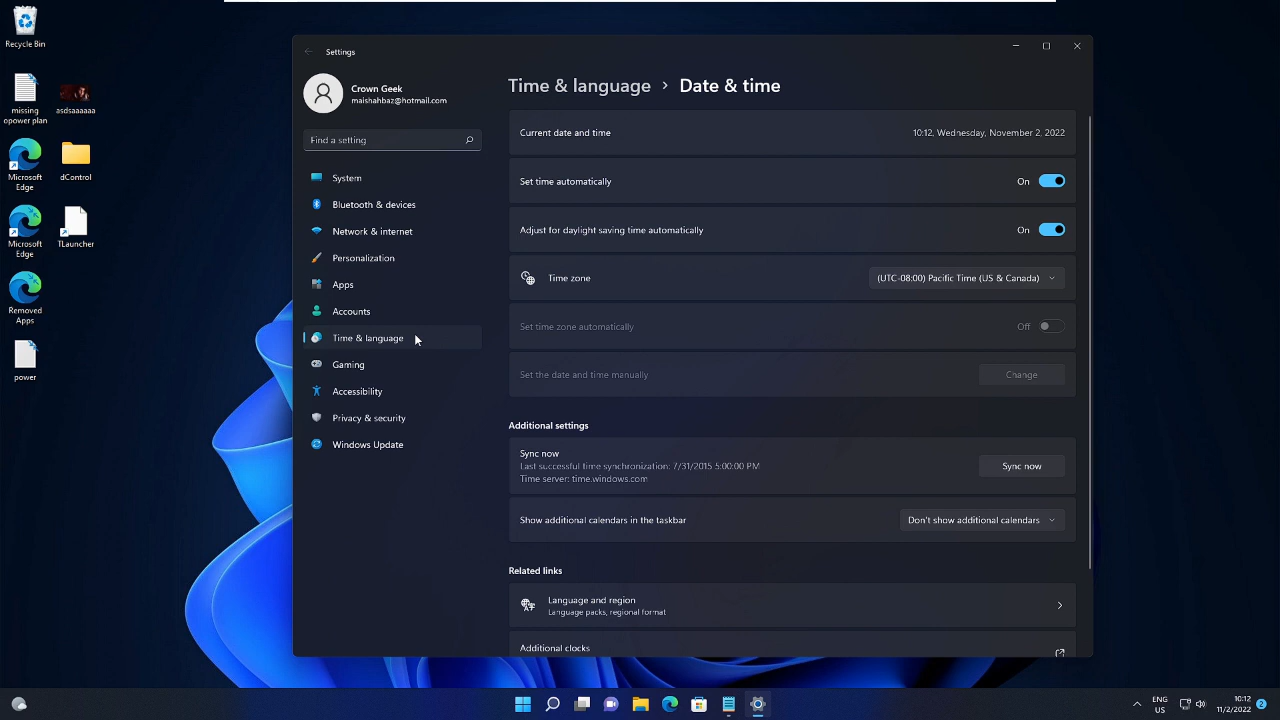 Recycle Bin
missing
opower plan
asdsaaaaaa
Microsoft
Edge
dControl
Microsoft
Edge
TLauncher
Removed
Apps
power
Settings
Crown Geek
maishahbaz@hotmail.com
Find a setting
System
Bluetooth & devices
Network & internet
Personalization
Apps
Accounts
Time & language
Gaming
Accessibility
Privacy & security
Windows Update
Time & language > Date & time
Current date and time 10:12, Wednesday, November 2, 2022
Set time automatically On
Adjust for daylight saving time automatically On
Time zone (UTC-08:00) Pacific Time (US & Canada)
Set time zone automatically Off
Set the date and time manually Change
Additional settings
Sync now
Last successful time synchronization: 7/31/2015 5:00:00 PM
Time server: time.windows.com
Sync now
Show additional calendars in the taskbar Don't show additional calendars
Related links
Language and region
Language packs, regional format
Additional clocks
ENG
US
10:12
11/2/2022
2